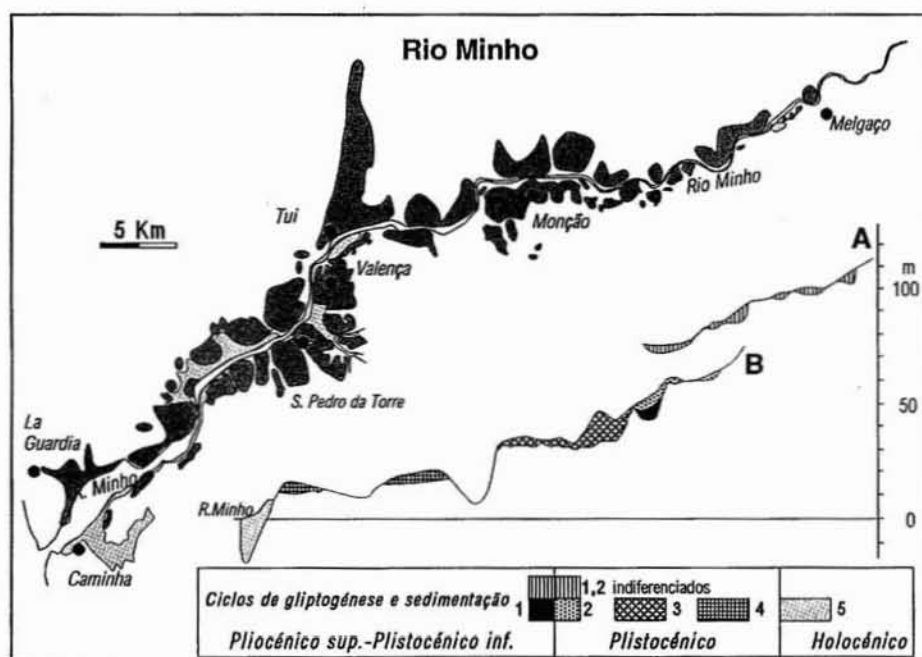 Rio Minho
Melgaço
Rio Minho
Tui
Monção
5 Km
Valença
A
m
100
B
S. Pedro da Torre
50
La
Guardia
Minho
R.Minho
0
Caminha
1,2 indiferenciados
Ciclos de gliptogénese e sedimentação 1 2 3 4 5
Pliocénico sup.-Plistocénico inf. Plistocénico Holocénico